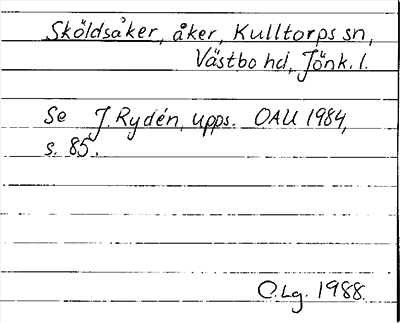 Sköldsåker, åker, Kulltorps sn,
Västbo hd, Jönk. l.
Se J. Rydén, upps. OAU 1984,
s. 85.
O.Lg. 1988.